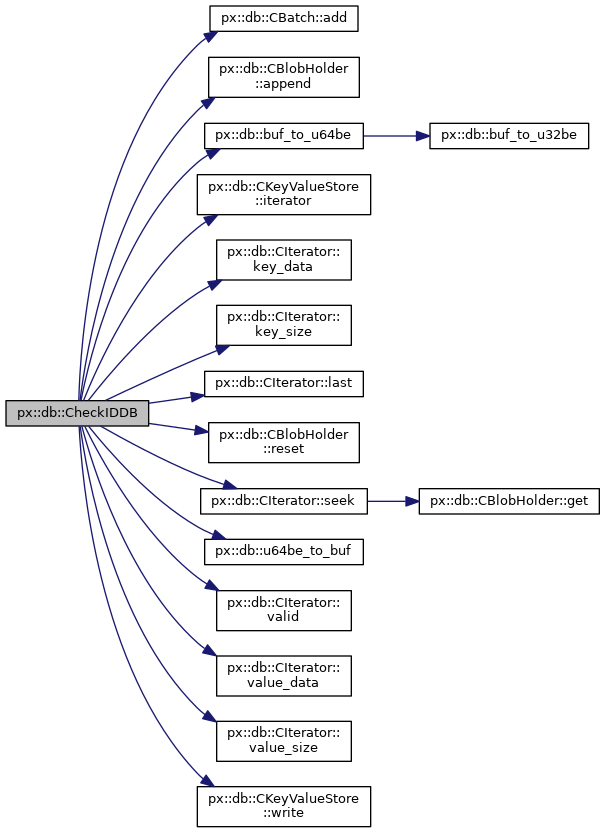 px::db::CBatch::add
px::db::CBlobHolder
::append
px::db::buf_to_u64be
px::db::buf_to_u32be
px::db::CKeyValueStore
::iterator
px::db::CIterator::
key_data
px::db::CIterator::
key_size
px::db::CIterator::last
px::db::CheckIDDB
px::db::CBlobHolder
::reset
px::db::CIterator::seek
px::db::CBlobHolder::get
px::db::u64be_to_buf
px::db::CIterator::
valid
px::db::CIterator::
value_data
px::db::CIterator::
value_size
px::db::CKeyValueStore
::write